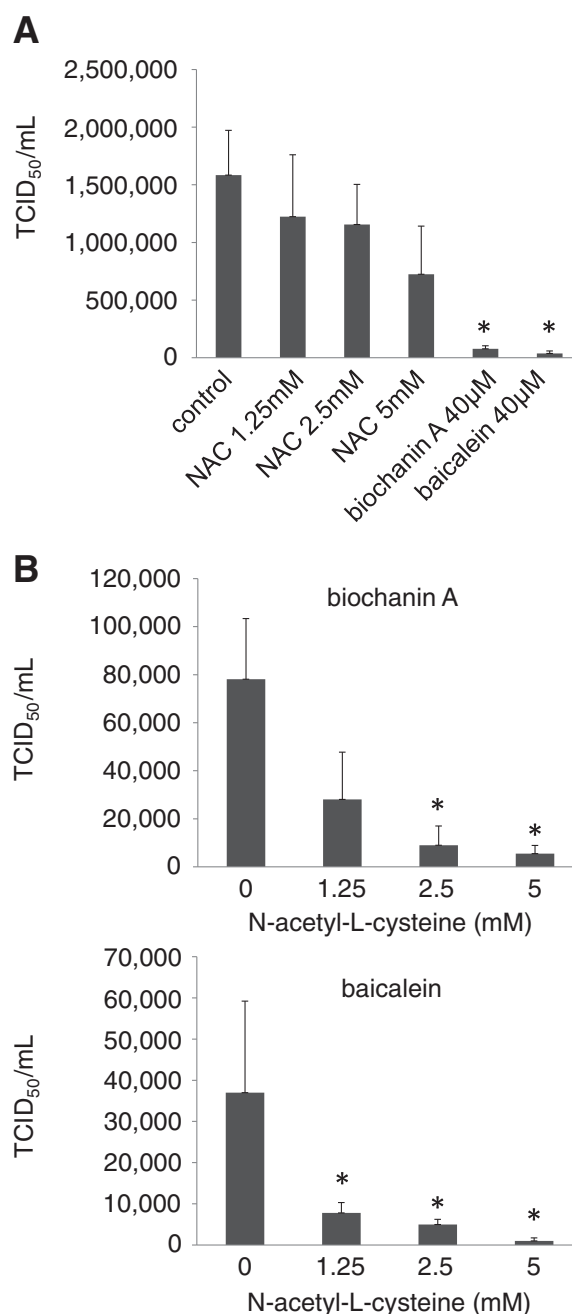 A
2,500,000
2,000,000
1,500,000
1,000,000
500,000
0
TCID50/mL
* *
control
NAC 1.25mM
NAC 2.5mM
NAC 5mM
biochanin A 40µM
baicalein 40µM
B
biochanin A
120,000
100,000
80,000
60,000
40,000
20,000
0
TCID50/mL
* *
0 1.25 2.5 5
N-acetyl-L-cysteine (mM)
baicalein
70,000
60,000
50,000
40,000
30,000
20,000
10,000
0
TCID50/mL
* * *
0 1.25 2.5 5
N-acetyl-L-cysteine (mM)